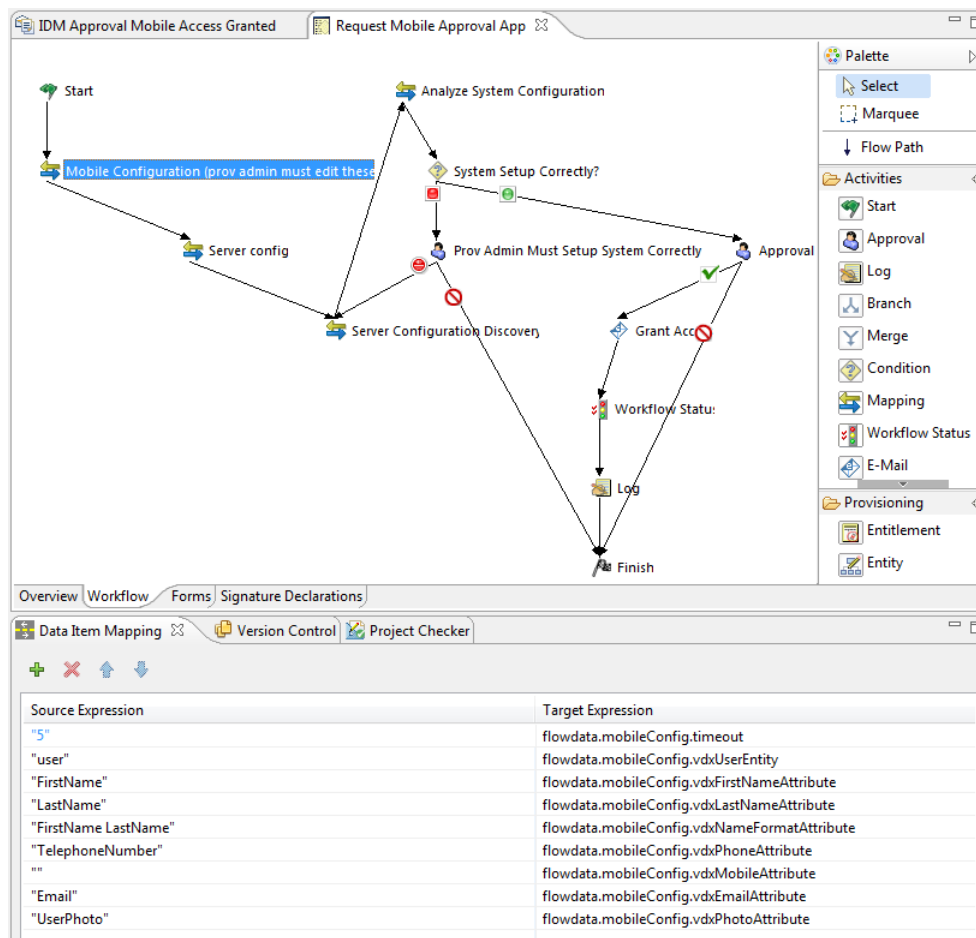 IDM Approval Mobile Access Granted
Request Mobile Approval App
Start
Analyze System Configuration
Mobile Configuration (prov admin must edit these
System Setup Correctly?
Server config
Prov Admin Must Setup System Correctly
Approval
Server Configuration Discovery
Grant Acc
Workflow Status
Log
Finish
Palette
Select
Marquee
Flow Path
Activities
Start
Approval
Log
Branch
Merge
Condition
Mapping
Workflow Status
E-Mail
Provisioning
Entitlement
Entity
Overview Workflow Forms Signature Declarations
Data Item Mapping Version Control Project Checker
Source Expression Target Expression
"5" flowdata.mobileConfig.timeout
"user" flowdata.mobileConfig.vdxUserEntity
"FirstName" flowdata.mobileConfig.vdxFirstNameAttribute
"LastName" flowdata.mobileConfig.vdxLastNameAttribute
"FirstName LastName" flowdata.mobileConfig.vdxNameFormatAttribute
"TelephoneNumber" flowdata.mobileConfig.vdxPhoneAttribute
"" flowdata.mobileConfig.vdxMobileAttribute
"Email" flowdata.mobileConfig.vdxEmailAttribute
"UserPhoto" flowdata.mobileConfig.vdxPhotoAttribute